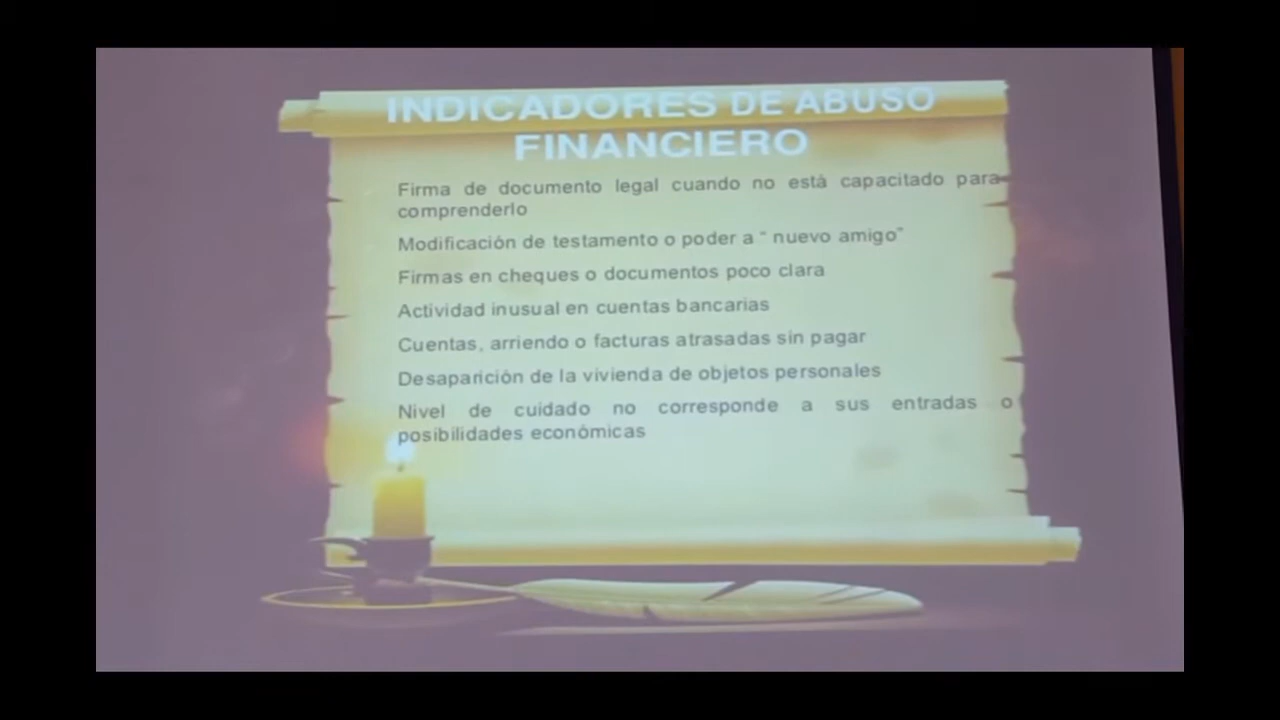 INDICADORES DE ABUSO
FINANCIERO
Firma de documento legal cuando no está capacitado para
comprenderlo
Modificación de testamento o poder a “ nuevo amigo”
Firmas en cheques o documentos poco clara
Actividad inusual en cuentas bancarias
Cuentas, arriendo o facturas atrasadas sin pagar
Desaparición de la vivienda de objetos personales
Nivel de cuidado no corresponde a sus entradas o
posibilidades económicas